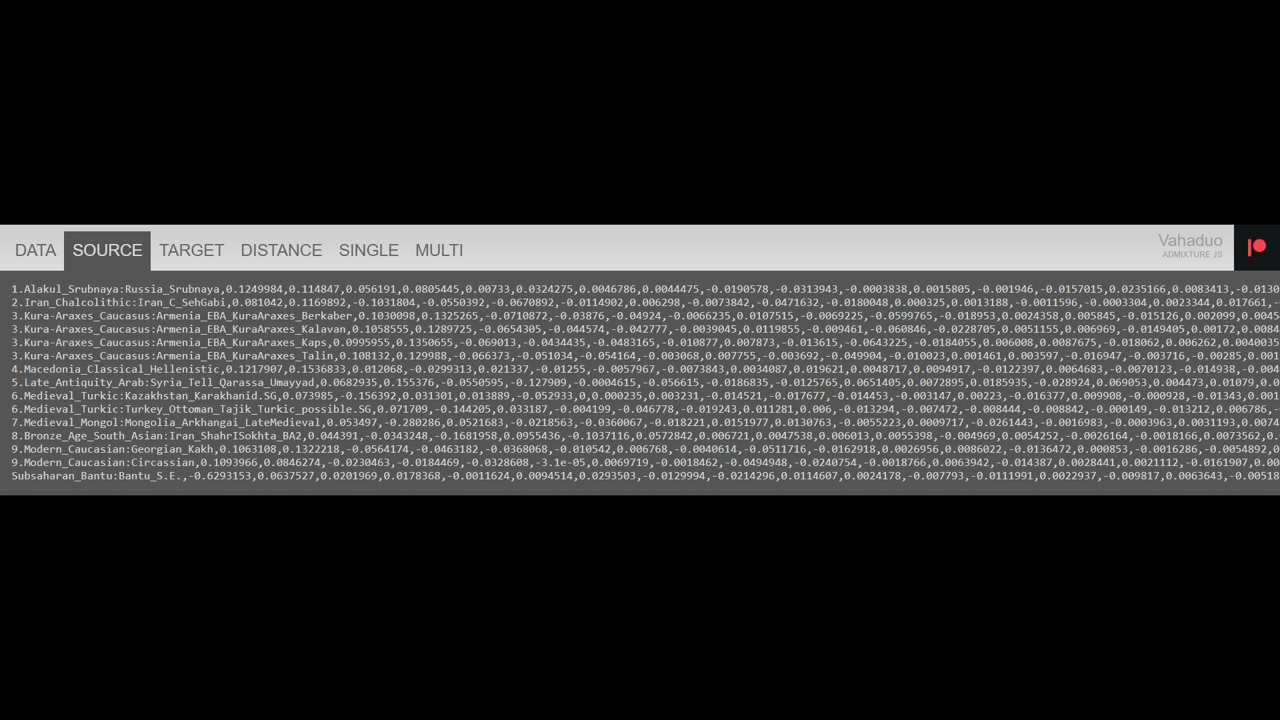 DATA SOURCE TARGET DISTANCE SINGLE MULTI
Vahaduo
ADMIXTURE JS
1.Alakul_Srubnaya:Russia_Srubnaya,0.1249984,0.114847,0.056191,0.0805445,0.00733,0.0324275,0.0046786,0.0044475,-0.0190578,-0.0313943,-0.0003838,0.0015805,-0.001946,-0.0157015,0.0235166,0.0083413,-0.0130
2.Iran_Chalcolithic:Iran_C_SehGabi,0.081042,0.1169892,-0.1031804,-0.0550392,-0.0670892,-0.0114902,0.006298,-0.0073842,-0.0471632,-0.0180048,0.000325,0.0013188,-0.0011596,-0.0003304,0.0023344,0.017661,-
3.Kura-Araxes_Caucasus:Armenia_EBA_KuraAraxes_Berkaber,0.1030098,0.1325265,-0.0710872,-0.03876,-0.04924,-0.0066235,0.0107515,-0.0069225,-0.0599765,-0.018953,0.0024358,0.005845,-0.015126,0.002099,0.0045
3.Kura-Araxes_Caucasus:Armenia_EBA_KuraAraxes_Kalavan,0.1058555,0.1289725,-0.0654305,-0.044574,-0.042777,-0.0039045,0.0119855,-0.009461,-0.060846,-0.0228705,0.0051155,0.006969,-0.0149405,0.00172,0.0084
3.Kura-Araxes_Caucasus:Armenia_EBA_KuraAraxes_Kaps,0.0995955,0.1350655,-0.069013,-0.0434435,-0.0483165,-0.010877,0.007873,-0.013615,-0.0643225,-0.0184055,0.006008,0.0087675,-0.018062,0.006262,0.0040035
3.Kura-Araxes_Caucasus:Armenia_EBA_KuraAraxes_Talin,0.108132,0.129988,-0.066373,-0.051034,-0.054164,-0.003068,0.007755,-0.003692,-0.049904,-0.010023,0.001461,0.003597,-0.016947,-0.003716,-0.00285,0.001
4.Macedonia_Classical_Hellenistic,0.1217907,0.1536833,0.012068,-0.0299313,0.021337,-0.01255,-0.0057967,-0.0073843,0.0034087,0.019621,0.0048717,0.0094917,-0.0122397,0.0064683,-0.0070123,-0.014938,-0.004
5.Late_Antiquity_Arab:Syria_Tell_Qarassa_Umayyad,0.0682935,0.155376,-0.0550595,-0.127909,-0.0004615,-0.056615,-0.0186835,-0.0125765,0.0651405,0.0072895,0.0185935,-0.028924,0.069053,0.004473,0.01079,0.0
6.Medieval_Turkic:Kazakhstan_Karakhanid.SG,0.073985,-0.156392,0.031301,0.013889,-0.052933,0,0.000235,0.003231,-0.014521,-0.017677,-0.014453,-0.003147,0.00223,-0.016377,0.009908,-0.000928,-0.01343,0.001
6.Medieval_Turkic:Turkey_Ottoman_Tajik_Turkic_possible.SG,0.071709,-0.144205,0.033187,-0.004199,-0.046778,-0.019243,0.011281,0.006,-0.013294,-0.007472,-0.008444,-0.008842,-0.000149,-0.013212,0.006786,-
7.Medieval_Mongol:Mongolia_Arkhangai_LateMedieval,0.053497,-0.280286,0.0521683,-0.0218563,-0.0360067,-0.018221,0.0151977,0.0130763,-0.0055223,0.0009717,-0.0261443,-0.0016983,-0.0003963,0.0031193,0.0074
8.Bronze_Age_South_Asian:Iran_ShahrISokhta_BA2,0.044391,-0.0343248,-0.1681958,0.0955436,-0.1037116,0.0572842,0.006721,0.0047538,0.006013,0.0055398,-0.004969,0.0054252,-0.0026164,-0.0018166,0.0073562,0.
9.Modern_Caucasian:Georgian_Kakh,0.1063108,0.1322218,-0.0564174,-0.0463182,-0.0368068,-0.010542,0.006768,-0.0040614,-0.0511716,-0.0162918,0.0026956,0.0086022,-0.0136472,0.000853,-0.0016286,-0.0054892,0
9.Modern_Caucasian:Circassian,0.1093966,0.0846274,-0.0230463,-0.0184469,-0.0328608,-3.1e-05,0.0069719,-0.0018462,-0.0494948,-0.0240754,-0.0018766,0.0063942,-0.014387,0.0028441,0.0021112,-0.0161907,0.00
Subsaharan_Bantu:Bantu_S.E.,-0.6293153,0.0637527,0.0201969,0.0178368,-0.0011624,0.0094514,0.0293503,-0.0129994,-0.0214296,0.0114607,0.0024178,-0.007793,-0.0111991,0.0022937,-0.009817,0.0063643,-0.00518